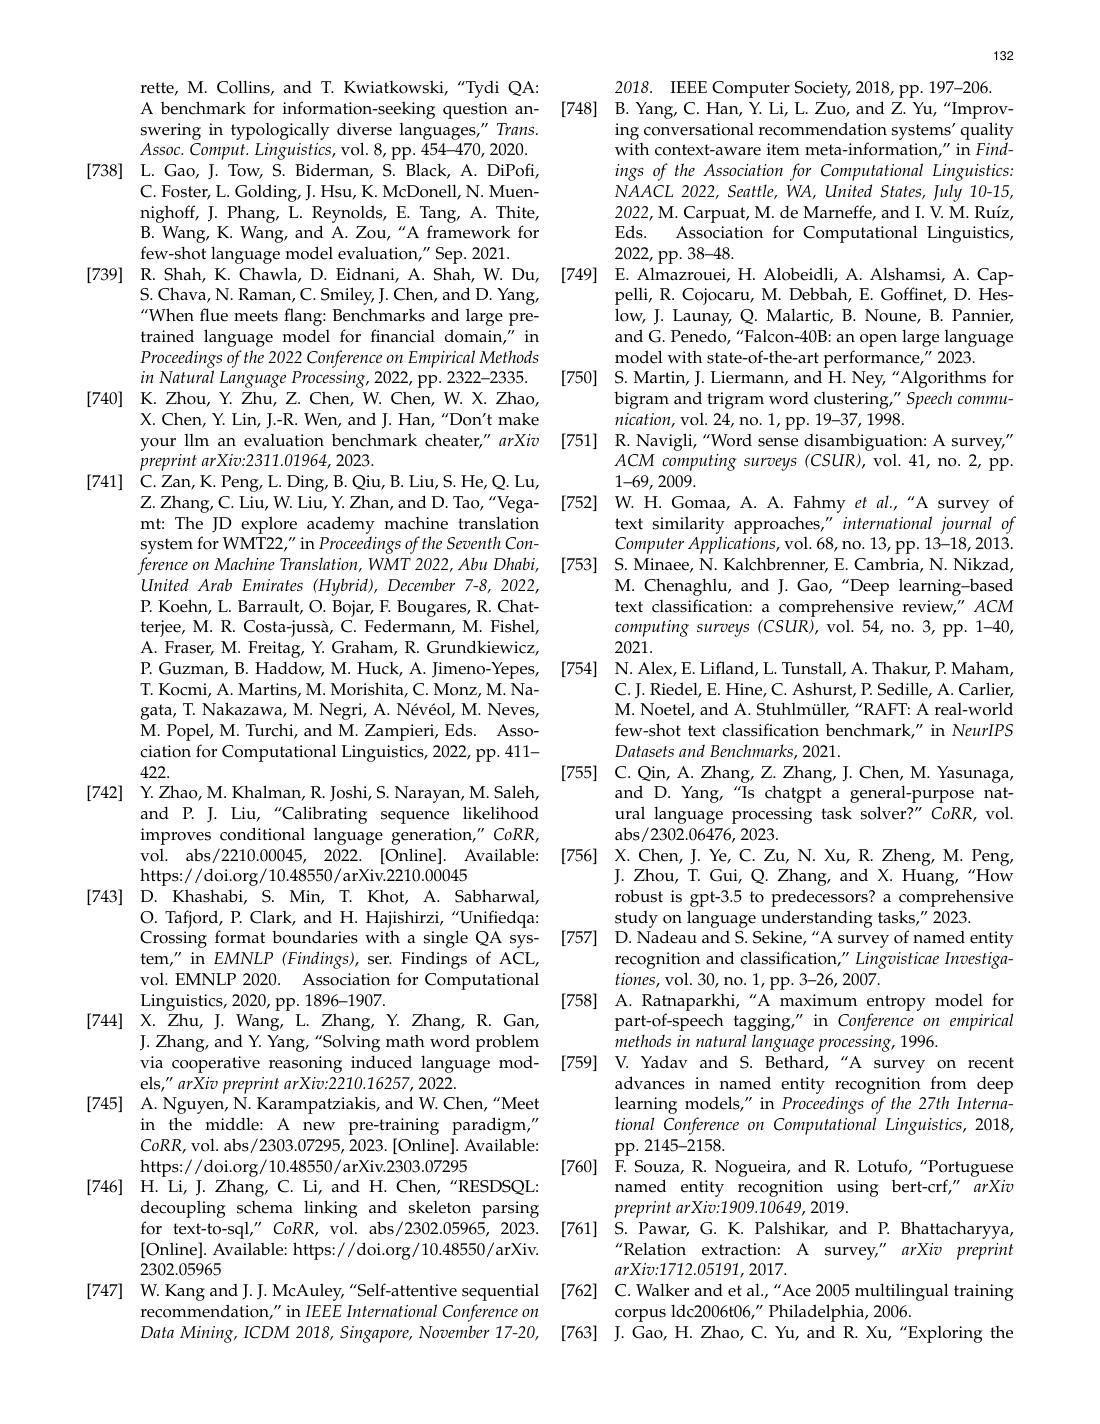 132
rette, M. Collins, and T. Kwiatkowski, “Tydi QA:
A benchmark for information-seeking question an-
swering in typologically diverse languages,” Trans.
Assoc. Comput. Linguistics, vol. 8, pp. 454–470, 2020.
[738] L. Gao, J. Tow, S. Biderman, S. Black, A. DiPofi,
C. Foster, L. Golding, J. Hsu, K. McDonell, N. Muen-
nighoff, J. Phang, L. Reynolds, E. Tang, A. Thite,
B. Wang, K. Wang, and A. Zou, “A framework for
few-shot language model evaluation,” Sep. 2021.
[739] R. Shah, K. Chawla, D. Eidnani, A. Shah, W. Du,
S. Chava, N. Raman, C. Smiley, J. Chen, and D. Yang,
“When flue meets flang: Benchmarks and large pre-
trained language model for financial domain,” in
Proceedings of the 2022 Conference on Empirical Methods
in Natural Language Processing, 2022, pp. 2322–2335.
[740] K. Zhou, Y. Zhu, Z. Chen, W. Chen, W. X. Zhao,
X. Chen, Y. Lin, J.-R. Wen, and J. Han, “Don’t make
your llm an evaluation benchmark cheater,” arXiv
preprint arXiv:2311.01964, 2023.
[741] C. Zan, K. Peng, L. Ding, B. Qiu, B. Liu, S. He, Q. Lu,
Z. Zhang, C. Liu, W. Liu, Y. Zhan, and D. Tao, “Vega-
mt: The JD explore academy machine translation
system for WMT22,” in Proceedings of the Seventh Con-
ference on Machine Translation, WMT 2022, Abu Dhabi,
United Arab Emirates (Hybrid), December 7-8, 2022,
P. Koehn, L. Barrault, O. Bojar, F. Bougares, R. Chat-
terjee, M. R. Costa-jussà, C. Federmann, M. Fishel,
A. Fraser, M. Freitag, Y. Graham, R. Grundkiewicz,
P. Guzman, B. Haddow, M. Huck, A. Jimeno-Yepes,
T. Kocmi, A. Martins, M. Morishita, C. Monz, M. Na-
gata, T. Nakazawa, M. Negri, A. Névéol, M. Neves,
M. Popel, M. Turchi, and M. Zampieri, Eds. Asso-
ciation for Computational Linguistics, 2022, pp. 411–
422.
[742] Y. Zhao, M. Khalman, R. Joshi, S. Narayan, M. Saleh,
and P. J. Liu, “Calibrating sequence likelihood
improves conditional language generation,” CoRR,
vol. abs/2210.00045, 2022. [Online]. Available:
https://doi.org/10.48550/arXiv.2210.00045
[743] D. Khashabi, S. Min, T. Khot, A. Sabharwal,
O. Tafjord, P. Clark, and H. Hajishirzi, “Unifiedqa:
Crossing format boundaries with a single QA sys-
tem,” in EMNLP (Findings), ser. Findings of ACL,
vol. EMNLP 2020. Association for Computational
Linguistics, 2020, pp. 1896–1907.
[744] X. Zhu, J. Wang, L. Zhang, Y. Zhang, R. Gan,
J. Zhang, and Y. Yang, “Solving math word problem
via cooperative reasoning induced language mod-
els,” arXiv preprint arXiv:2210.16257, 2022.
[745] A. Nguyen, N. Karampatziakis, and W. Chen, “Meet
in the middle: A new pre-training paradigm,”
CoRR, vol. abs/2303.07295, 2023. [Online]. Available:
https://doi.org/10.48550/arXiv.2303.07295
[746] H. Li, J. Zhang, C. Li, and H. Chen, “RESDSQL:
decoupling schema linking and skeleton parsing
for text-to-sql,” CoRR, vol. abs/2302.05965, 2023.
[Online]. Available: https://doi.org/10.48550/arXiv.
2302.05965
[747] W. Kang and J. J. McAuley, “Self-attentive sequential
recommendation,” in IEEE International Conference on
Data Mining, ICDM 2018, Singapore, November 17-20,
2018. IEEE Computer Society, 2018, pp. 197–206.
[748] B. Yang, C. Han, Y. Li, L. Zuo, and Z. Yu, “Improv-
ing conversational recommendation systems’ quality
with context-aware item meta-information,” in Find-
ings of the Association for Computational Linguistics:
NAACL 2022, Seattle, WA, United States, July 10-15,
2022, M. Carpuat, M. de Marneffe, and I. V. M. Ruíz,
Eds. Association for Computational Linguistics,
2022, pp. 38–48.
[749] E. Almazrouei, H. Alobeidli, A. Alshamsi, A. Cap-
pelli, R. Cojocaru, M. Debbah, E. Goffinet, D. Hes-
low, J. Launay, Q. Malartic, B. Noune, B. Pannier,
and G. Penedo, “Falcon-40B: an open large language
model with state-of-the-art performance,” 2023.
[750] S. Martin, J. Liermann, and H. Ney, “Algorithms for
bigram and trigram word clustering,” Speech commu-
nication, vol. 24, no. 1, pp. 19–37, 1998.
[751] R. Navigli, “Word sense disambiguation: A survey,”
ACM computing surveys (CSUR), vol. 41, no. 2, pp.
1–69, 2009.
[752] W. H. Gomaa, A. A. Fahmy et al., “A survey of
text similarity approaches,” international journal of
Computer Applications, vol. 68, no. 13, pp. 13–18, 2013.
[753] S. Minaee, N. Kalchbrenner, E. Cambria, N. Nikzad,
M. Chenaghlu, and J. Gao, “Deep learning–based
text classification: a comprehensive review,” ACM
computing surveys (CSUR), vol. 54, no. 3, pp. 1–40,
2021.
[754] N. Alex, E. Lifland, L. Tunstall, A. Thakur, P. Maham,
C. J. Riedel, E. Hine, C. Ashurst, P. Sedille, A. Carlier,
M. Noetel, and A. Stuhlmüller, “RAFT: A real-world
few-shot text classification benchmark,” in NeurIPS
Datasets and Benchmarks, 2021.
[755] C. Qin, A. Zhang, Z. Zhang, J. Chen, M. Yasunaga,
and D. Yang, “Is chatgpt a general-purpose nat-
ural language processing task solver?” CoRR, vol.
abs/2302.06476, 2023.
[756] X. Chen, J. Ye, C. Zu, N. Xu, R. Zheng, M. Peng,
J. Zhou, T. Gui, Q. Zhang, and X. Huang, “How
robust is gpt-3.5 to predecessors? a comprehensive
study on language understanding tasks,” 2023.
[757] D. Nadeau and S. Sekine, “A survey of named entity
recognition and classification,” Lingvisticae Investiga-
tiones, vol. 30, no. 1, pp. 3–26, 2007.
[758] A. Ratnaparkhi, “A maximum entropy model for
part-of-speech tagging,” in Conference on empirical
methods in natural language processing, 1996.
[759] V. Yadav and S. Bethard, “A survey on recent
advances in named entity recognition from deep
learning models,” in Proceedings of the 27th Interna-
tional Conference on Computational Linguistics, 2018,
pp. 2145–2158.
[760] F. Souza, R. Nogueira, and R. Lotufo, “Portuguese
named entity recognition using bert-crf,” arXiv
preprint arXiv:1909.10649, 2019.
[761] S. Pawar, G. K. Palshikar, and P. Bhattacharyya,
“Relation extraction: A survey,” arXiv preprint
arXiv:1712.05191, 2017.
[762] C. Walker and et al., “Ace 2005 multilingual training
corpus ldc2006t06,” Philadelphia, 2006.
[763] J. Gao, H. Zhao, C. Yu, and R. Xu, “Exploring the